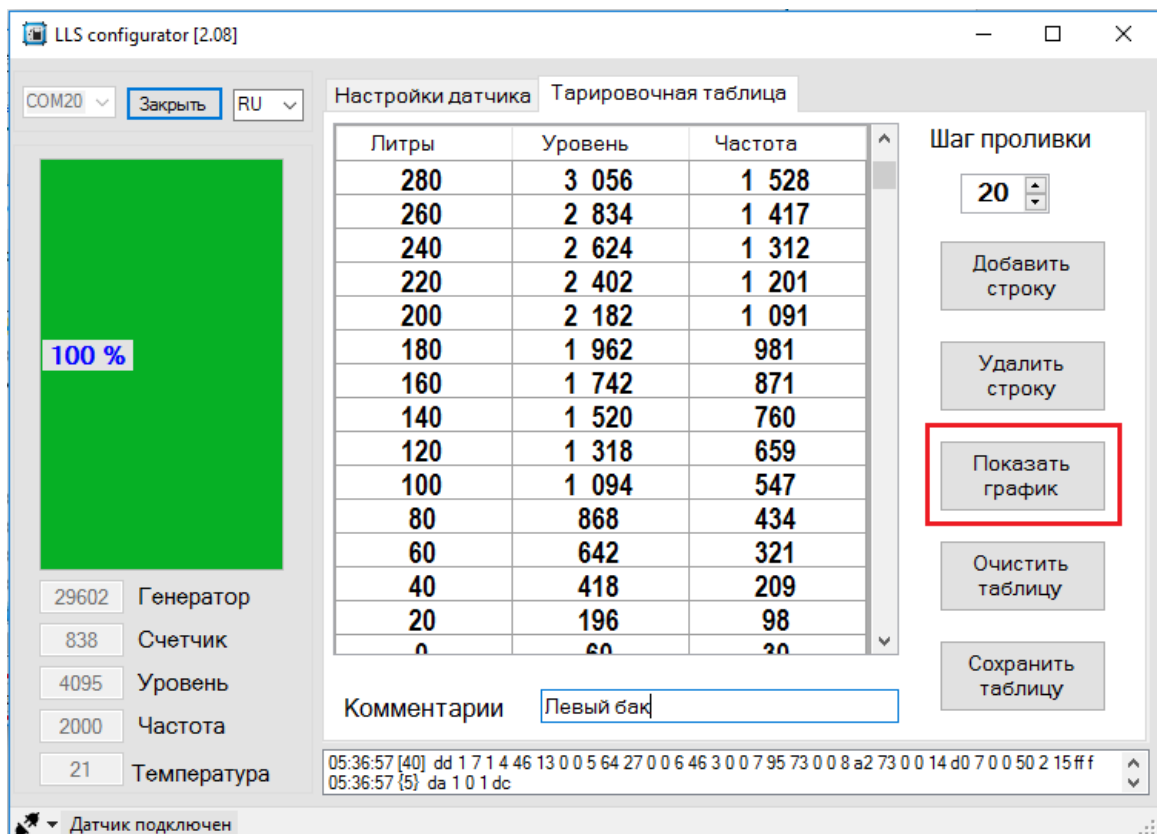 LLS configurator [2.08]
COM20 Закрыть RU
Настройки датчика Тарировочная таблица
Литры Уровень Частота
280 3 056 1 528
260 2 834 1 417
240 2 624 1 312
220 2 402 1 201
200 2 182 1 091
180 1 962 981
160 1 742 871
140 1 520 760
120 1 318 659
100 1 094 547
80 868 434
60 642 321
40 418 209
20 196 98
0 60 30
Шаг проливки
20
Добавить
строку
Удалить
строку
Показать
график
Очистить
таблицу
Сохранить
таблицу
100 %
29602 Генератор
838 Счетчик
4095 Уровень
2000 Частота
21 Температура
Комментарии Левый бак
05:36:57 [40] dd 1 7 1 4 46 13 0 0 5 64 27 0 0 6 46 3 0 0 7 95 73 0 0 8 a2 73 0 0 14 d0 7 0 0 50 2 15 ff f
05:36:57 {5} da 1 0 1 dc
Датчик подключен